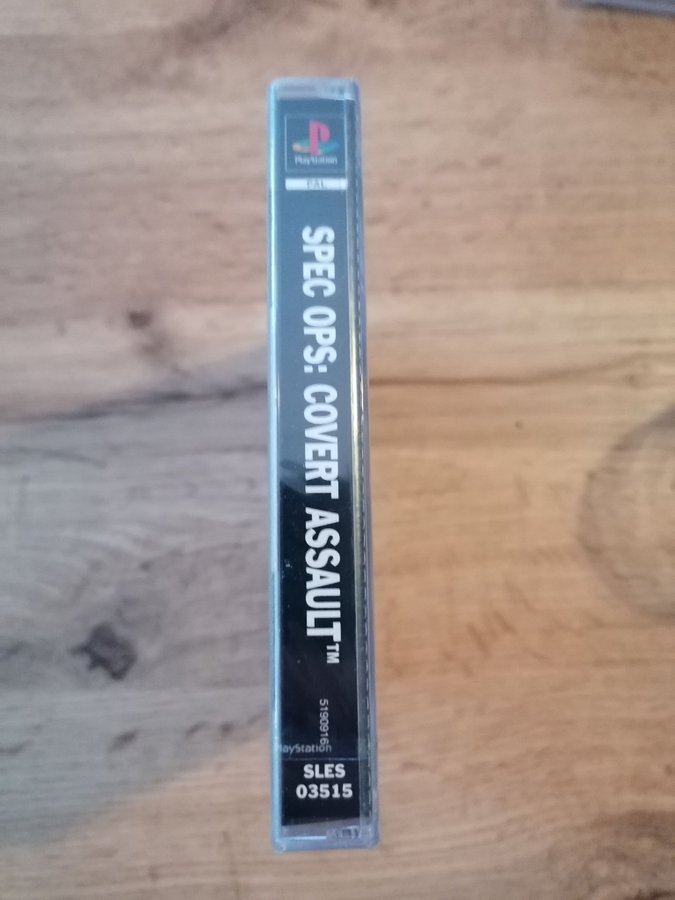 PlayStation
PAL
SPEC OPS: COVERT ASSAULT™
5190916
PlayStation
SLES
03515